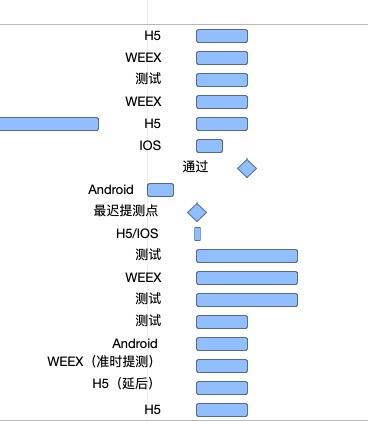 H5
WEEX
测试
WEEX
H5
IOS
通过
Android
最迟提测点
H5/IOS
测试
WEEX
测试
测试
Android
WEEX（准时提测）
H5（延后）
H5